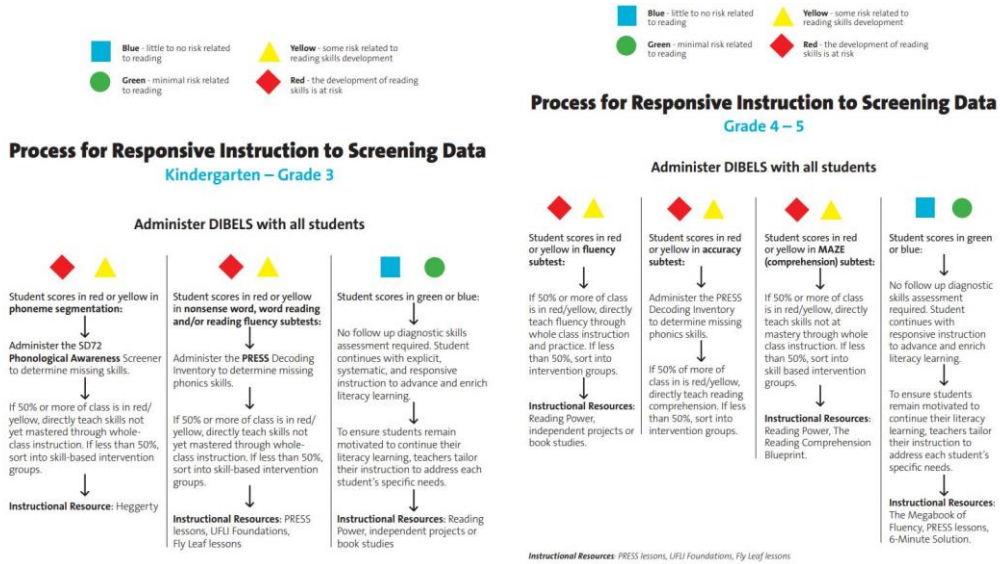 Blue - little to no risk related
to reading
Yellow - some risk related to
reading skills development
Green - minimal risk related
to reading
Red - the development of reading
skills is at risk
Process for Responsive Instruction to Screening Data
Kindergarten – Grade 3
Administer DIBELS with all students
Student scores in red or yellow in
phoneme segmentation:
Administer the SD72
Phonological Awareness Screener
to determine missing skills.
If 50% or more of class is in red/
yellow, directly teach skills not
yet mastered through whole-
class instruction. If less than 50%,
sort into skill-based intervention
groups.
Instructional Resource: Heggerty
Student scores in red or yellow
in nonsense word, word reading
and/or reading fluency subtests:
Administer the PRESS Decoding
Inventory to determine missing
phonics skills.
If 50% or more of class is in red/
yellow, directly teach skills not
yet mastered through whole-
class instruction. If less than 50%,
sort into skill-based intervention
groups.
Instructional Resources: PRESS
lessons, UFLI Foundations,
Fly Leaf lessons
Student scores in green or blue:
No follow up diagnostic skills
assessment required. Student
continues with explicit,
systematic, and responsive
instruction to advance and enrich
literacy learning.
To ensure students remain
motivated to continue their
literacy learning, teachers tailor
their instruction to address each
student's specific needs.
Instructional Resources: Reading
Power, independent projects or
book studies
Blue - little to no risk related
to reading
Yellow - some risk related to
reading skills development
Green - minimal risk related
to reading
Red - the development of reading
skills is at risk
Process for Responsive Instruction to Screening Data
Grade 4 – 5
Administer DIBELS with all students
Student scores in red
or yellow in fluency
subtest:
If 50% or more of class
is in red/yellow, directly
teach fluency through
whole class instruction
and practice. If less
than 50%, sort into
intervention groups.
Instructional Resources:
Reading Power,
independent projects or
book studies.
Student scores in red
or yellow in accuracy
subtest:
Administer the PRESS
Decoding Inventory
to determine missing
phonics skills.
If 50% of more of
class in is red/yellow,
directly teach reading
comprehension. If less
than 50%, sort into
intervention groups.
Student scores in red
or yellow in MAZE
(comprehension) subtest:
If 50% or more of class
is in red/yellow, directly
teach skills not at
mastery through whole
class instruction. If less
than 50%, sort into
skill based intervention
groups.
Instructional Resources:
Reading Power, The
Reading Comprehension
Blueprint.
Student scores in green
or blue:
No follow up diagnostic
skills assessment
required. Student
continues with
responsive instruction
to advance and enrich
literacy learning.
To ensure students
remain motivated to
continue their literacy
learning, teachers tailor
their instruction to
address each student's
specific needs.
Instructional Resources:
The Megabook of
Fluency, PRESS lessons,
6-Minute Solution.
Instructional Resources: PRESS lessons, UFLI Foundations, Fly Leaf lessons